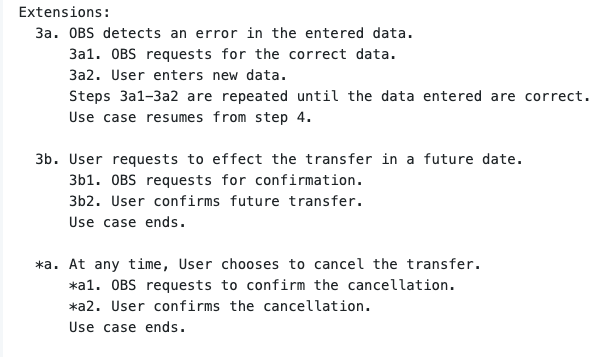 Extensions:
3a. OBS detects an error in the entered data.
3a1. OBS requests for the correct data.
3a2. User enters new data.
Steps 3a1-3a2 are repeated until the data entered are correct.
Use case resumes from step 4.
3b. User requests to effect the transfer in a future date.
3b1. OBS requests for confirmation.
3b2. User confirms future transfer.
Use case ends.
*a. At any time, User chooses to cancel the transfer.
*a1. OBS requests to confirm the cancellation.
*a2. User confirms the cancellation.
Use case ends.